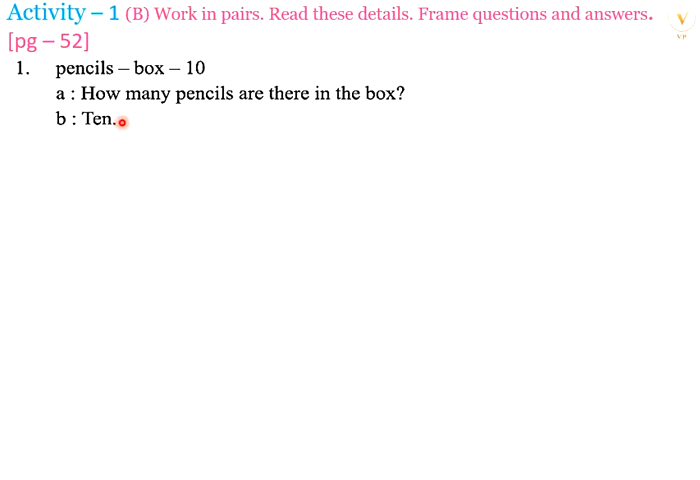 Activity – 1 (B) Work in pairs. Read these details. Frame questions and answers.
[pg – 52]
1. pencils – box – 10
a : How many pencils are there in the box?
b : Ten.
V
VP